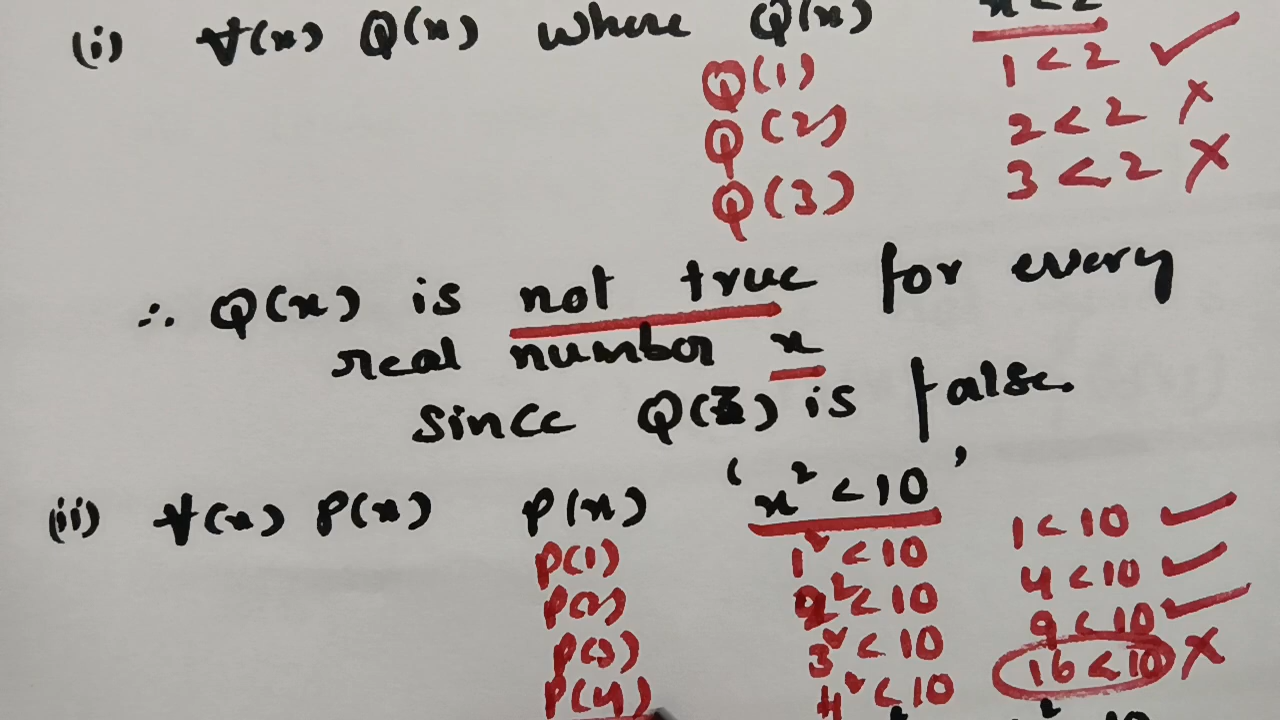 (i) ∀(x) Q(x) where Q(x) x < 2
Q(1) 1 < 2 ✓
Q(2) 2 < 2 ✗
Q(3) 3 < 2 ✗
∴ Q(x) is not true for every
real number x
since Q(3) is false.
(ii) ∀(x) P(x) P(x) ‘x² < 10’
P(1) 1² < 10 1 < 10 ✓
P(2) 2² < 10 4 < 10 ✓
P(3) 3² < 10 9 < 10 ✓
P(4) 4² < 10 16 < 10 ✗